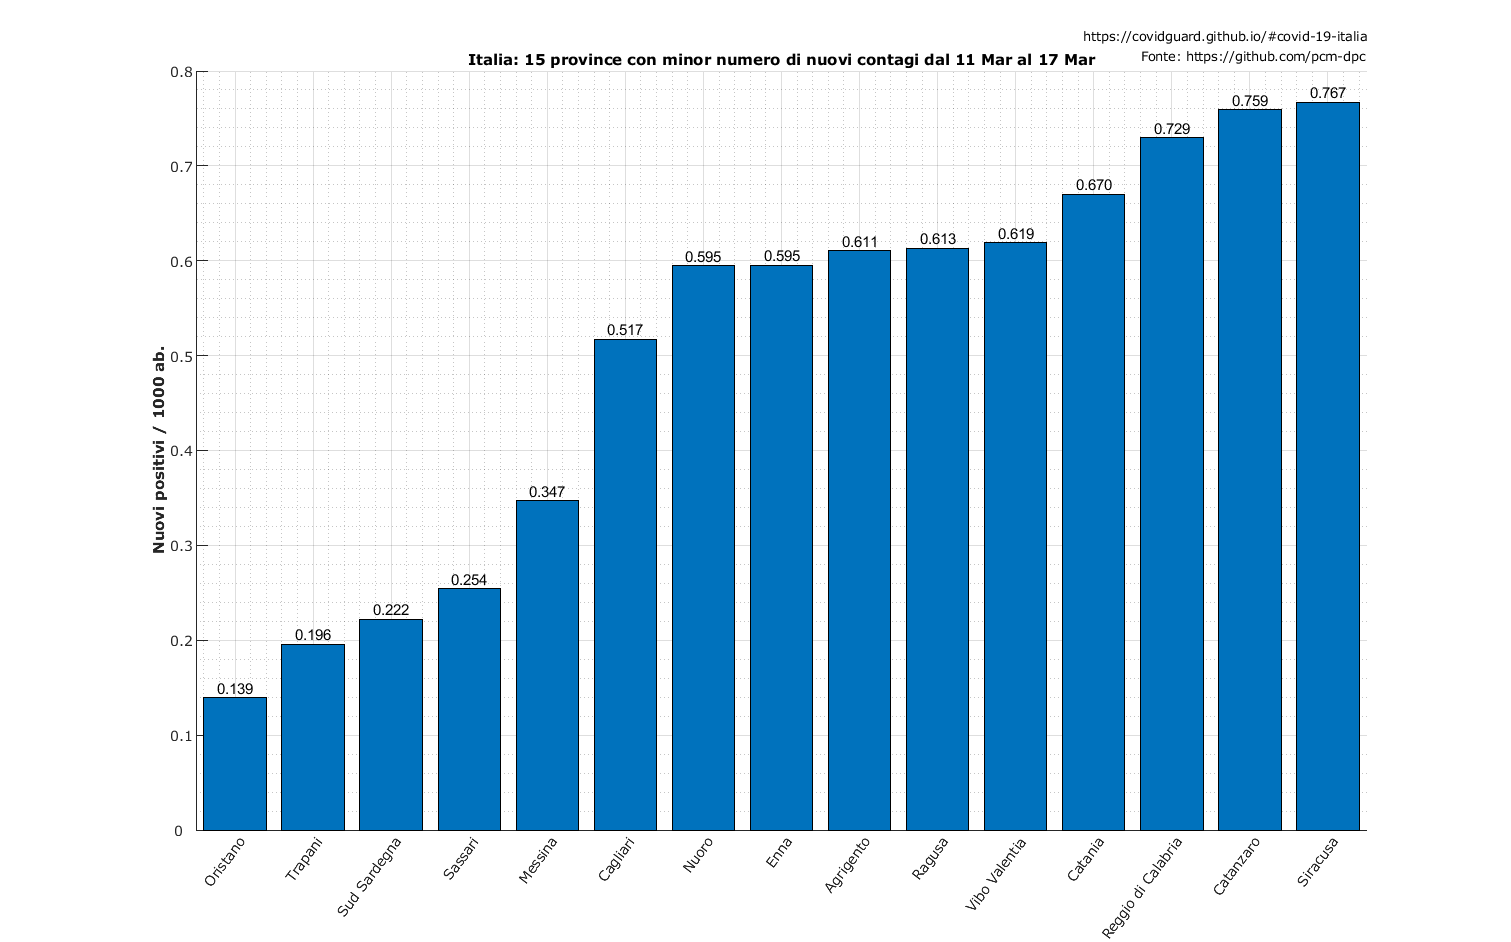 https://covidguard.github.io/#covid-19-italia
Fonte: https://github.com/pcm-dpc
Italia: 15 province con minor numero di nuovi contagi dal 11 Mar al 17 Mar
Nuovi positivi / 1000 ab.
0.8
0.7
0.6
0.5
0.4
0.3
0.2
0.1
0
0.139
0.196
0.222
0.254
0.347
0.517
0.595
0.595
0.611
0.613
0.619
0.670
0.729
0.759
0.767
Oristano
Trapani
Sud Sardegna
Sassari
Messina
Cagliari
Nuoro
Enna
Agrigento
Ragusa
Vibo Valentia
Catania
Reggio di Calabria
Catanzaro
Siracusa